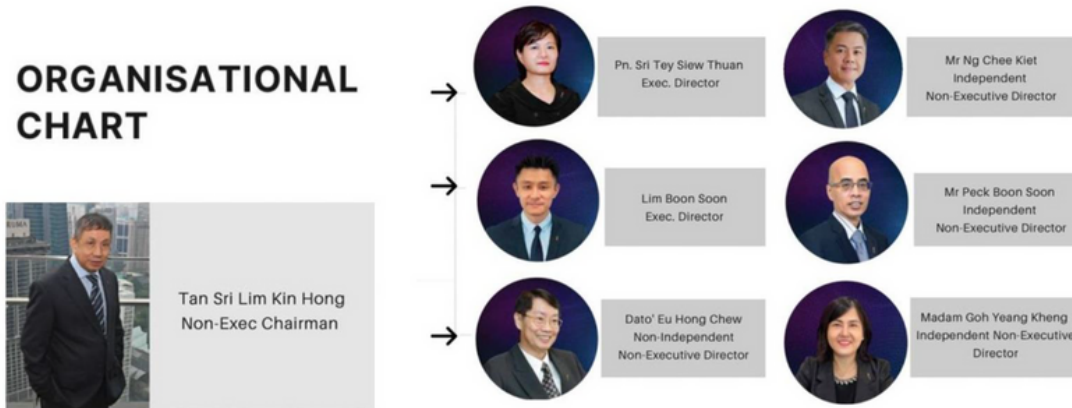 ORGANISATIONAL
CHART
Tan Sri Lim Kin Hong
Non-Exec Chairman
Pn. Sri Tey Siew Thuan
Exec. Director
Lim Boon Soon
Exec. Director
Dato' Eu Hong Chew
Non-Independent
Non-Executive Director
Mr Ng Chee Kiet
Independent
Non-Executive Director
Mr Peck Boon Soon
Independent
Non-Executive Director
Madam Goh Yeang Kheng
Independent Non-Executive
Director